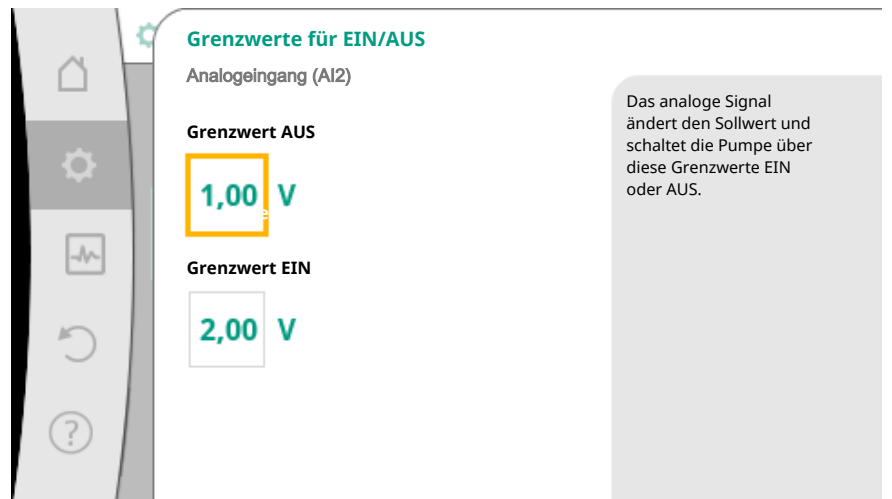 Grenzwerte für EIN/AUS
Analogeingang (AI2)
Grenzwert AUS
1,00 V
e
Grenzwert EIN
2,00 V
?
Das analoge Signal
ändert den Sollwert und
schaltet die Pumpe über
diese Grenzwerte EIN
oder AUS.